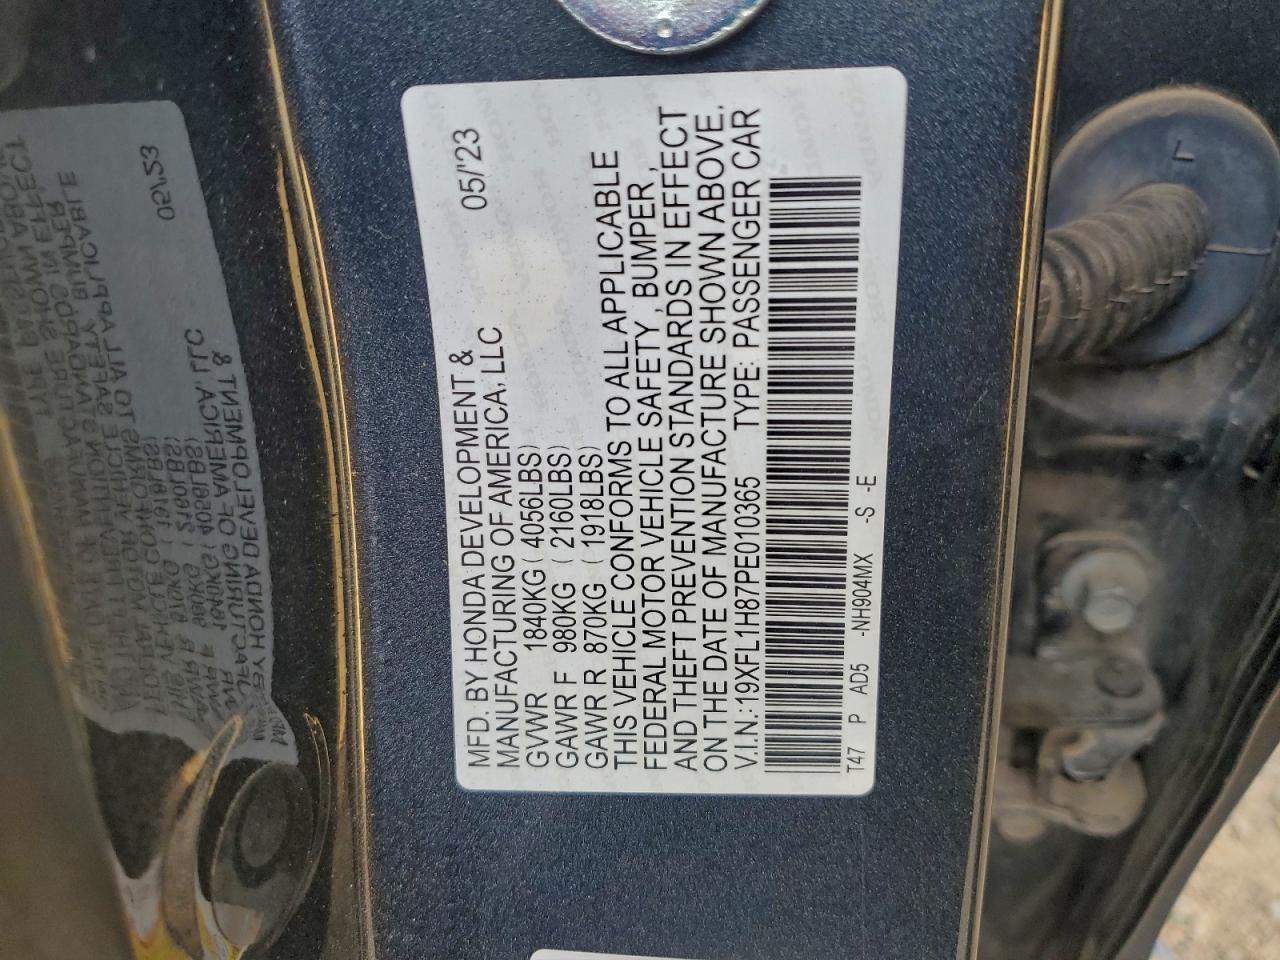 MFD. BY HONDA DEVELOPMENT & 05/'23
MANUFACTURING OF AMERICA, LLC
GVWR 1840KG ( 4056LBS)
GAWR F 980KG ( 2160LBS)
GAWR R 870KG ( 1918LBS)
THIS VEHICLE CONFORMS TO ALL APPLICABLE
FEDERAL MOTOR VEHICLE SAFETY, BUMPER,
AND THEFT PREVENTION STANDARDS IN EFFECT
ON THE DATE OF MANUFACTURE SHOWN ABOVE.
V.I.N.:19XFL1H87PE010365 TYPE: PASSENGER CAR
T47 P AD5 -NH904MX -S -E
L